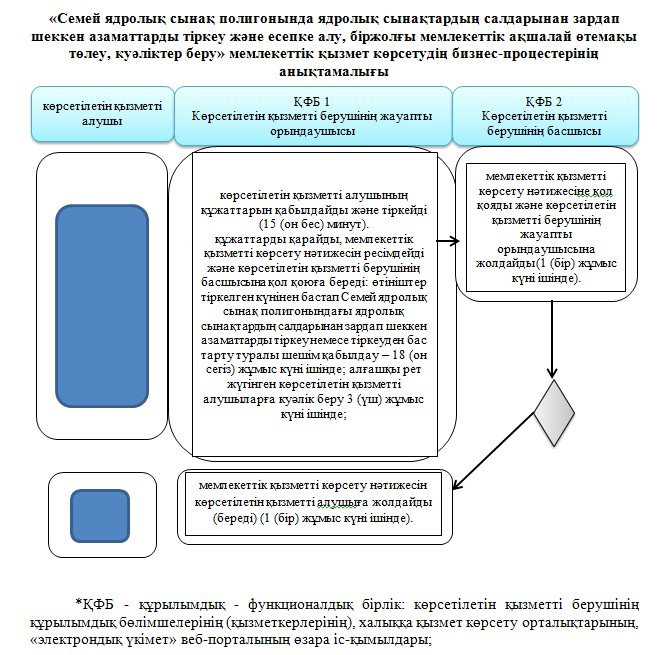 «Семей ядролық сынақ полигонында ядролық сынақтардың салдарынан зардап
шеккен азаматтарды тіркеу және есепке алу, біржолғы мемлекеттік ақшалай өтемақы
төлеу, куәліктер беру» мемлекеттік қызмет көрсетудің бизнес-процестерінің
анықтамалығы
көрсетілетін қызметті
алушы
ҚФБ 1
Көрсетілетін қызметті берушінің жауапты
орындаушысы
ҚФБ 2
Көрсетілетін қызметті
берушінің басшысы
көрсетілетін қызметті алушының
құжаттарын қабылдайды және тіркейді
(15 (он бес) минут).
құжаттарды қарайды, мемлекеттік
қызметті көрсету нәтижесін ресімдейді
және көрсетілетін қызметті берушінің
басшысына қол қоюға береді: өтініштер
тіркелген күнінен бастап Семей ядролық
сынақ полигонындағы ядролық
сынақтардың салдарынан зардап шеккен
азаматтарды тіркеу немесе тіркеуден бас
тарту туралы шешім қабылдау – 18 (он
сегіз) жұмыс күні ішінде; алғашқы рет
жүгінген көрсетілетін қызметті
алушыларға куәлік беру 3 (үш) жұмыс
күні ішінде;
мемлекеттік қызметті
көрсету нәтижесіне қол
қояды және көрсетілетін
қызметті берушінің
жауапты
орындаушысына
жолдайды (1 (бір) жұмыс
күні ішінде).
мемлекеттік қызметті көрсету нәтижесін
көрсетілетін қызметті алушыға жолдайды
(береді) (1 (бір) жұмыс күні ішінде).
*ҚФБ - құрылымдық - функционалдық бірлік: көрсетілетін қызметті берушінің
құрылымдық бөлімшелерінің (қызметкерлерінің), халыққа қызмет көрсету орталықтарының,
«электрондық үкімет» веб-порталының өзара іс-қымылдары;